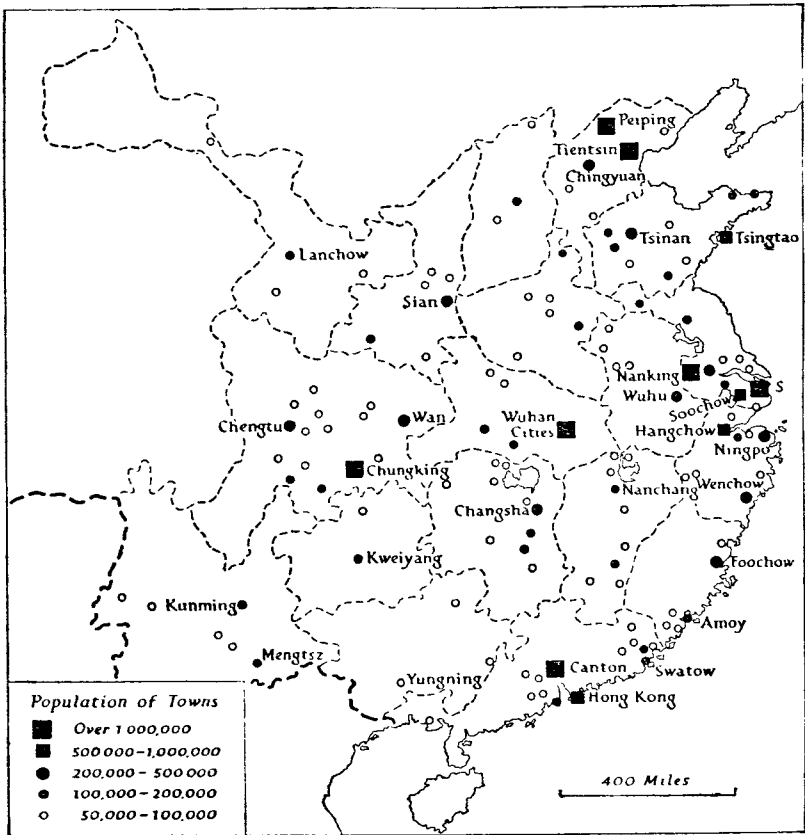 Peiping
Tientsin
Chingyuan
Lanchow
Tsinan
Tsingtao
Sian
Nanking
S
Wuhu
Soochow
Chengtu
Wan
Wuhan
Cities
Hangchow
Ningpo
Chungking
Nanchang
Wenchow
Changsha
Kweiyang
Foochow
Kunming
Amoy
Mengtsz
Yungning
Canton
Swatow
Hong Kong
Population of Towns
Over 1 000,000
500 000-1,000,000
200,000-500 000
100,000-200,000
50,000-100,000
400 Miles